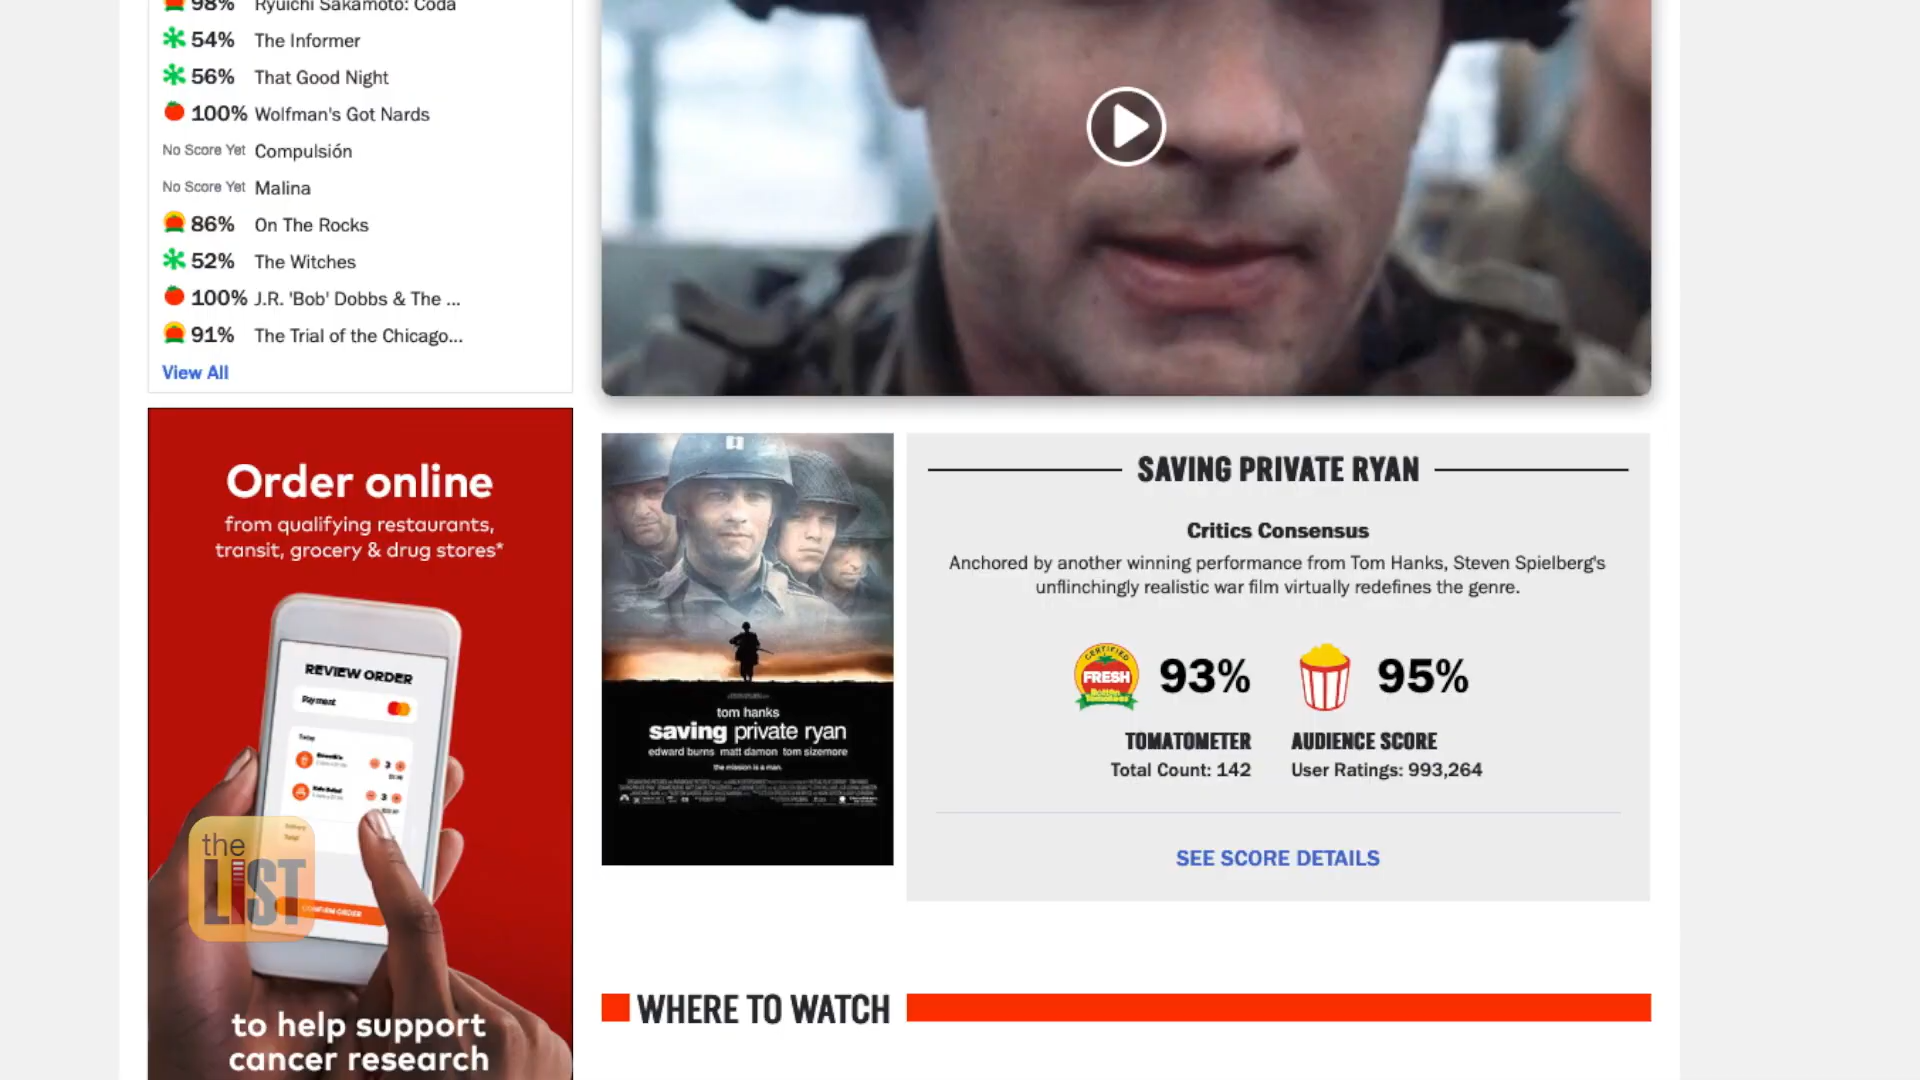 98% Ryuichi Sakamoto: Coda
54% The Informer
56% That Good Night
100% Wolfman's Got Nards
No Score Yet Compulsión
No Score Yet Malina
86% On The Rocks
52% The Witches
100% J.R. 'Bob' Dobbs & The ...
91% The Trial of the Chicago...
View All
Order online
from qualifying restaurants,
transit, grocery & drug stores*
REVIEW ORDER
Payment
Today
3
3
CONFIRM ORDER
the
LIST
to help support
cancer research
tom hanks
saving private ryan
edward burns matt damon tom sizemore
the mission is a man.
SAVING PRIVATE RYAN
Critics Consensus
Anchored by another winning performance from Tom Hanks, Steven Spielberg's
unflinchingly realistic war film virtually redefines the genre.
CERTIFIED
FRESH
93%
95%
TOMATOMETER
Total Count: 142
AUDIENCE SCORE
User Ratings: 993,264
SEE SCORE DETAILS
WHERE TO WATCH